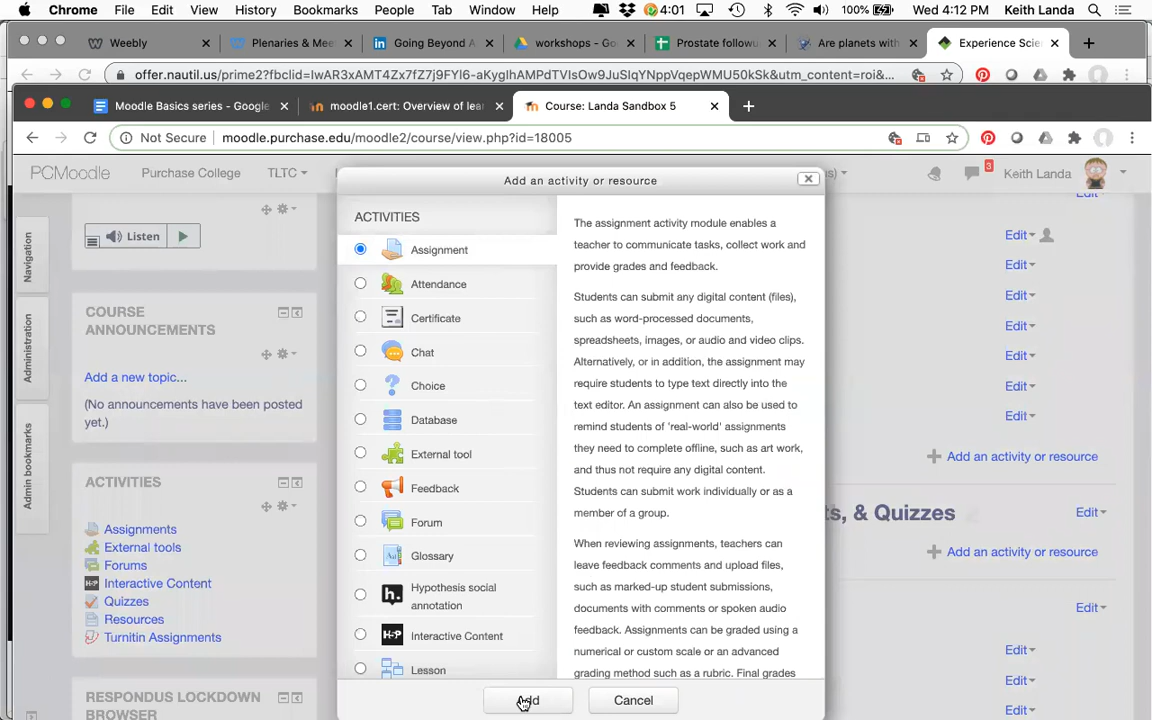 Chrome File Edit View History Bookmarks People Tab Window Help 4:01 100% Wed 4:12 PM Keith Landa
Weebly Plenaries & Mee LinkedIn Going Beyond A workshops - Goo Prostate followu Are planets with Experience Scie
offer.nautil.us/prime2?fbclid=IwAR3xAMT4Zx7fZ7j9FYl6-aKyglhAMPdTVIsOw9JuSIqYNppVqepWMU50kSk&utm_content=roi&...
Moodle Basics series - Google moodle1.cert: Overview of lear Course: Landa Sandbox 5
Not Secure moodle.purchase.edu/moodle2/course/view.php?id=18005
PCMoodle Purchase College TLTC 3 Keith Landa
Add an activity or resource
Navigation
Administration
Admin bookmarks
Listen
COURSE
ANNOUNCEMENTS
Add a new topic...
(No announcements have been posted
yet.)
ACTIVITIES
Assignments
External tools
Forums
Interactive Content
Quizzes
Resources
Turnitin Assignments
RESPONDUS LOCKDOWN
BROWSER
ACTIVITIES
Assignment
Attendance
Certificate
Chat
Choice
Database
External tool
Feedback
Forum
Glossary
Hypothesis social
annotation
Interactive Content
Lesson
The assignment activity module enables a
teacher to communicate tasks, collect work and
provide grades and feedback.
Students can submit any digital content (files),
such as word-processed documents,
spreadsheets, images, or audio and video clips.
Alternatively, or in addition, the assignment may
require students to type text directly into the
text editor. An assignment can also be used to
remind students of 'real-world' assignments
they need to complete offline, such as art work,
and thus not require any digital content.
Students can submit work individually or as a
member of a group.
When reviewing assignments, teachers can
leave feedback comments and upload files,
such as marked-up student submissions,
documents with comments or spoken audio
feedback. Assignments can be graded using a
numerical or custom scale or an advanced
grading method such as a rubric. Final grades
Add Cancel
Edit
Edit
Edit
Edit
Edit
Edit
Edit
Edit
Add an activity or resource
ts, & Quizzes Edit
Add an activity or resource
Edit
Edit
Edit
Edit